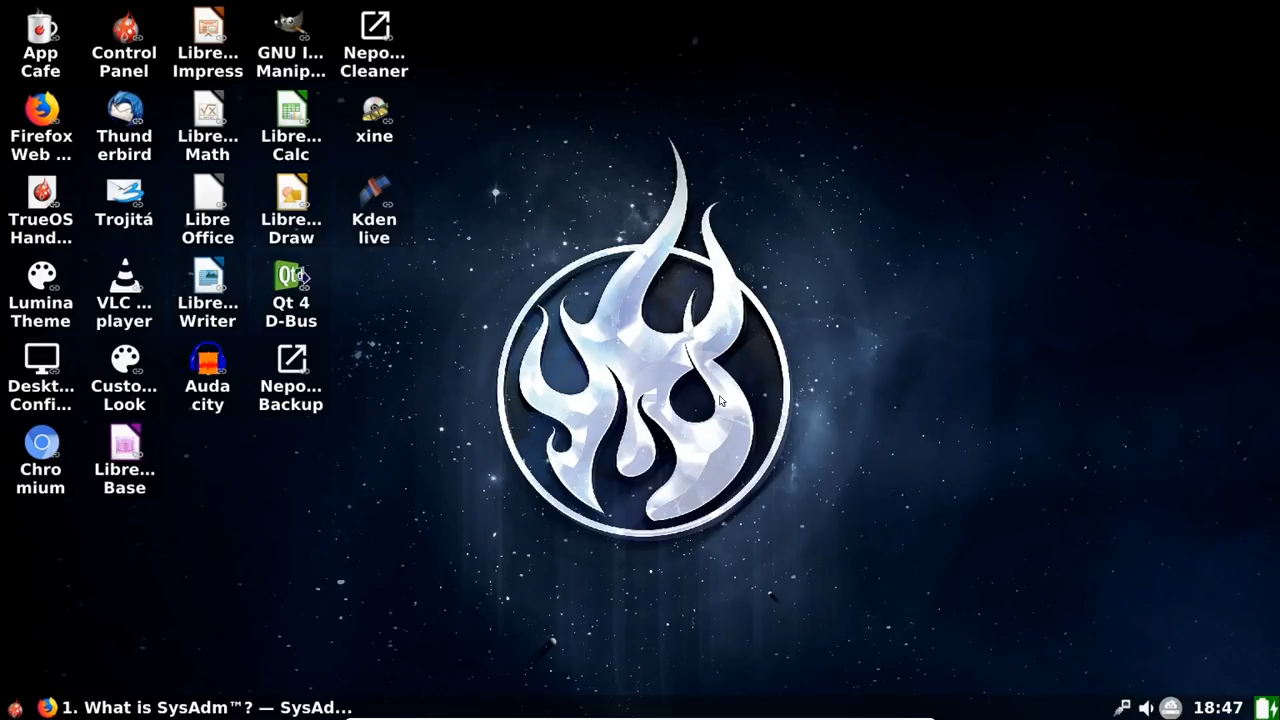 App
Cafe
Control
Panel
Libre...
Impress
GNU I...
Manip...
Nepo...
Cleaner
Firefox
Web ...
Thund
erbird
Libre...
Math
Libre...
Calc
xine
TrueOS
Hand...
Trojitá
Libre
Office
Libre...
Draw
Kden
live
Lumina
Theme
VLC ...
player
Libre...
Writer
Qt
Qt 4
D-Bus
Deskt...
Confi...
Custo...
Look
Auda
city
Nepo...
Backup
Chro
mium
Libre...
Base
1. What is SysAdm™? — SysAd...
18:47